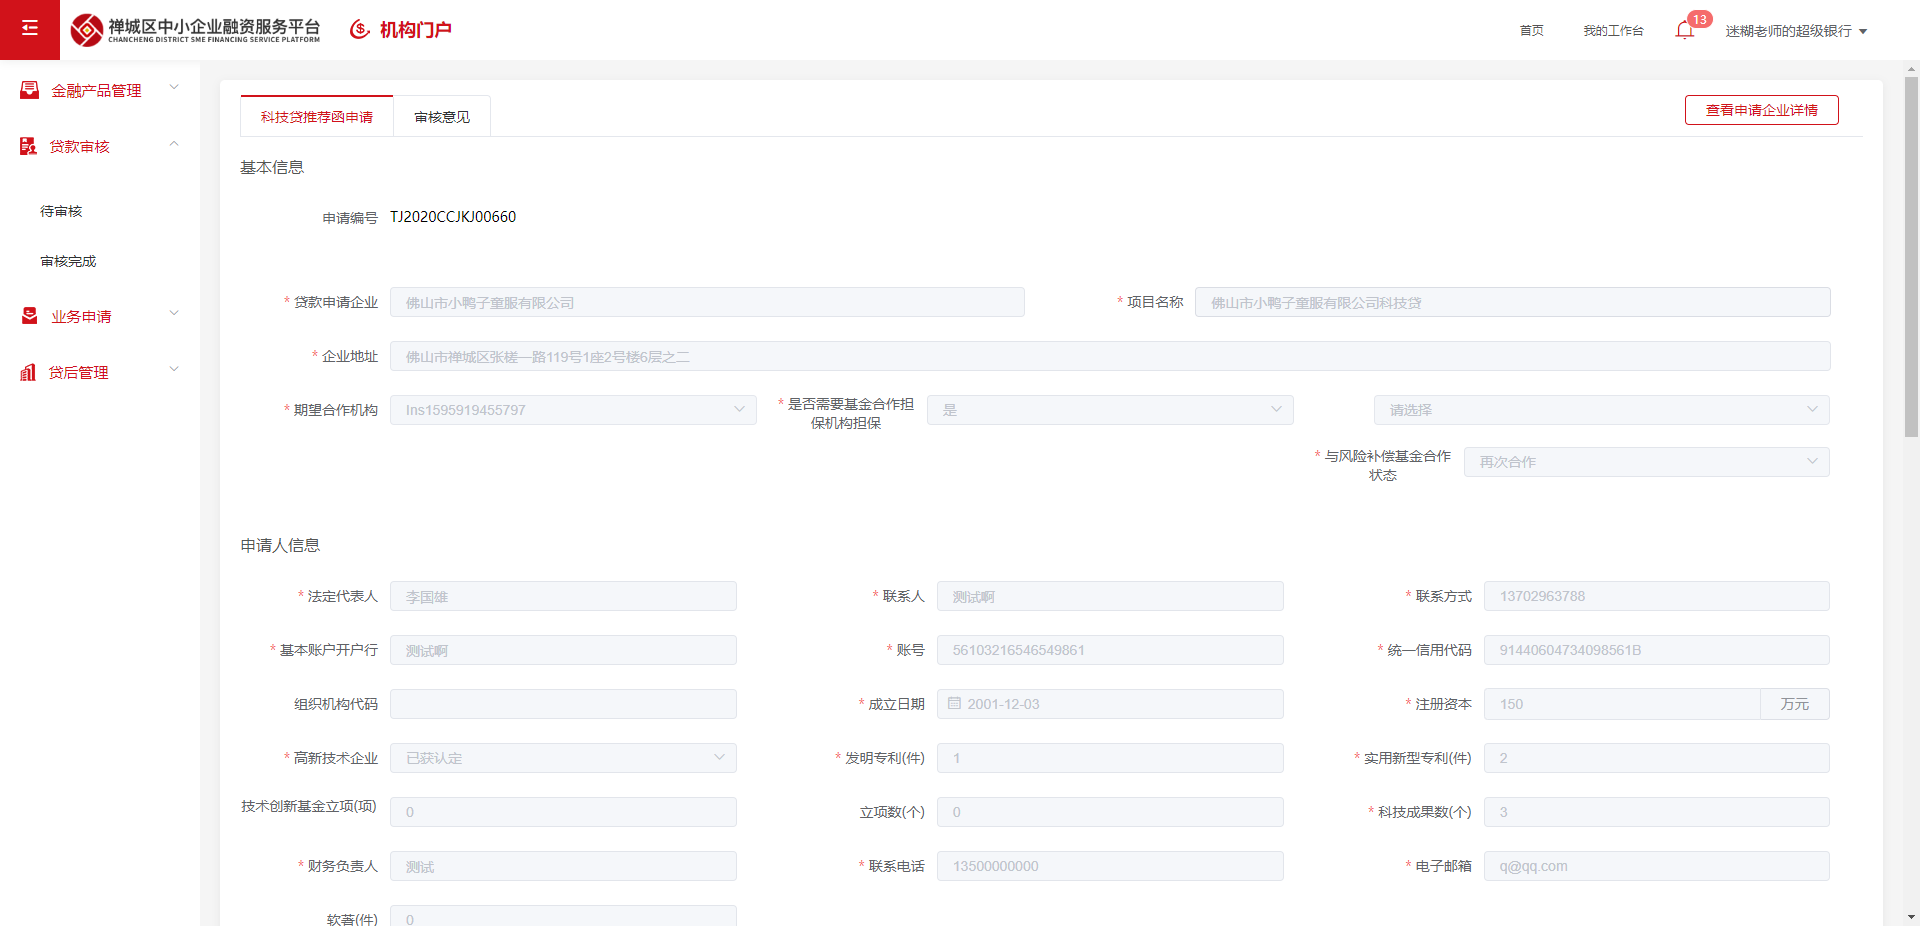 禅城区中小企业融资服务平台
CHANCHENG DISTRICT SME FINANCING SERVICE PLATFORM
机构门户
首页
我的工作台
13
迷糊老师的超级银行
金融产品管理
贷款审核
待审核
审核完成
业务申请
贷后管理
科技贷推荐函申请
审核意见
查看申请企业详情
基本信息
申请编号 TJ2020CCJKJ00660
* 贷款申请企业 佛山市小鸭子童服有限公司
* 项目名称 佛山市小鸭子童服有限公司科技贷
* 企业地址 佛山市禅城区张槎一路119号1座2号楼6层之二
* 期望合作机构 Ins1595919455797
* 是否需要基金合作担
保机构担保
是
请选择
* 与风险补偿基金合作
状态
再次合作
申请人信息
* 法定代表人 李国雄
* 联系人 测试啊
* 联系方式 13702963788
* 基本账户开户行 测试啊
* 账号 56103216546549861
* 统一信用代码 91440604734098561B
组织机构代码
* 成立日期 2001-12-03
* 注册资本 150 万元
* 高新技术企业 已获认定
* 发明专利(件) 1
* 实用新型专利(件) 2
技术创新基金立项(项) 0
立项数(个) 0
* 科技成果数(个) 3
* 财务负责人 测试
* 联系电话 13500000000
* 电子邮箱 q@qq.com
软著(件) 0